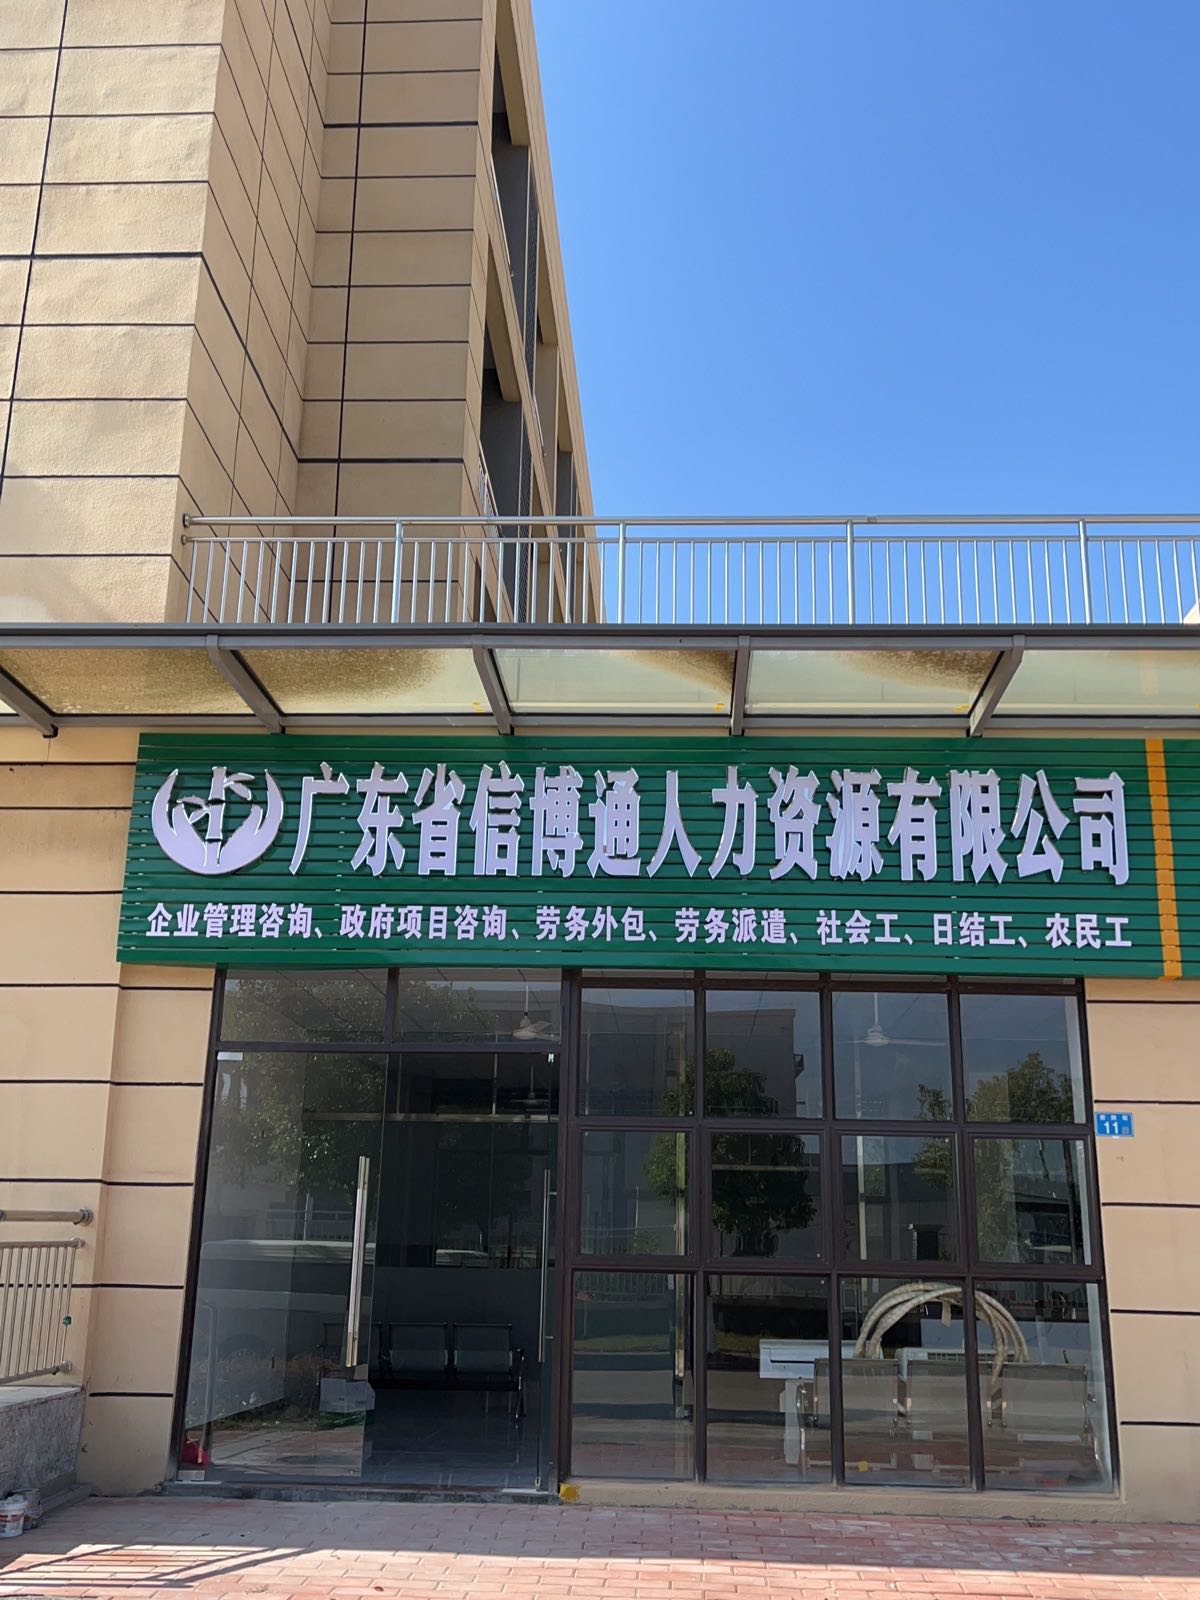 广东省信博通人力资源有限公司
企业管理咨询、政府项目咨询、劳务外包、劳务派遣、社会工、日结工、农民工
11